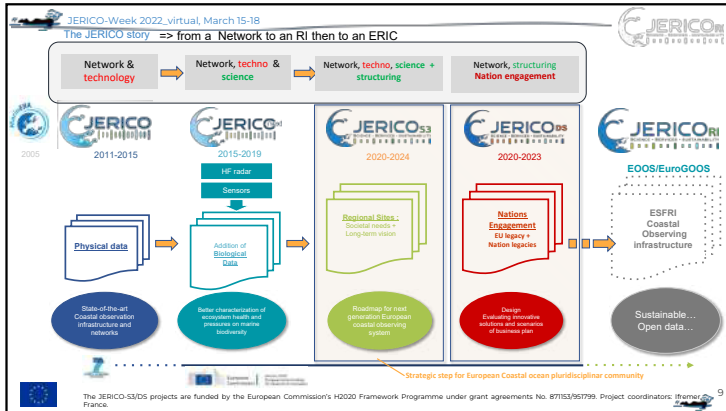 JERICO-Week 2022_virtual, March 15-18
The JERICO story => from a Network to an RI then to an ERIC
JERICO RI
Network &
technology
Network, techno &
science
Network, techno, science +
structuring
Network, structuring
Nation engagement
2005
JERICO
2011-2015
JERICO
2015-2019
JERICO S3
SCIENCE - SERVICES - SUSTAINABILITY
2020-2024
JERICO DS
2020-2023
JERICO RI
EOOS/EuroGOOS
HF radar
Sensors
Physical data
Addition of
Biological
Data
Regional Sites :
Societal needs +
Long-term vision
Nations
Engagement
EU legacy +
Nation legacies
ESFRI
Coastal
Observing
infrastructure
State-of-the-art
Coastal observation
infrastructure and
networks
Better characterization of
ecosystem health and
pressures on marine
biodiversity
Roadmap for next
generation European
coastal observing
system
Design
Evaluating innovative
solutions and scenarios
of business plan
Sustainable...
Open data...
Strategic step for European Coastal ocean pluridisciplinar community
The JERICO-S3/DS projects are funded by the European Commission's H2020 Framework Programme under grant agreements No. 871153/951799. Project coordinators: Ifremer,
France.
9